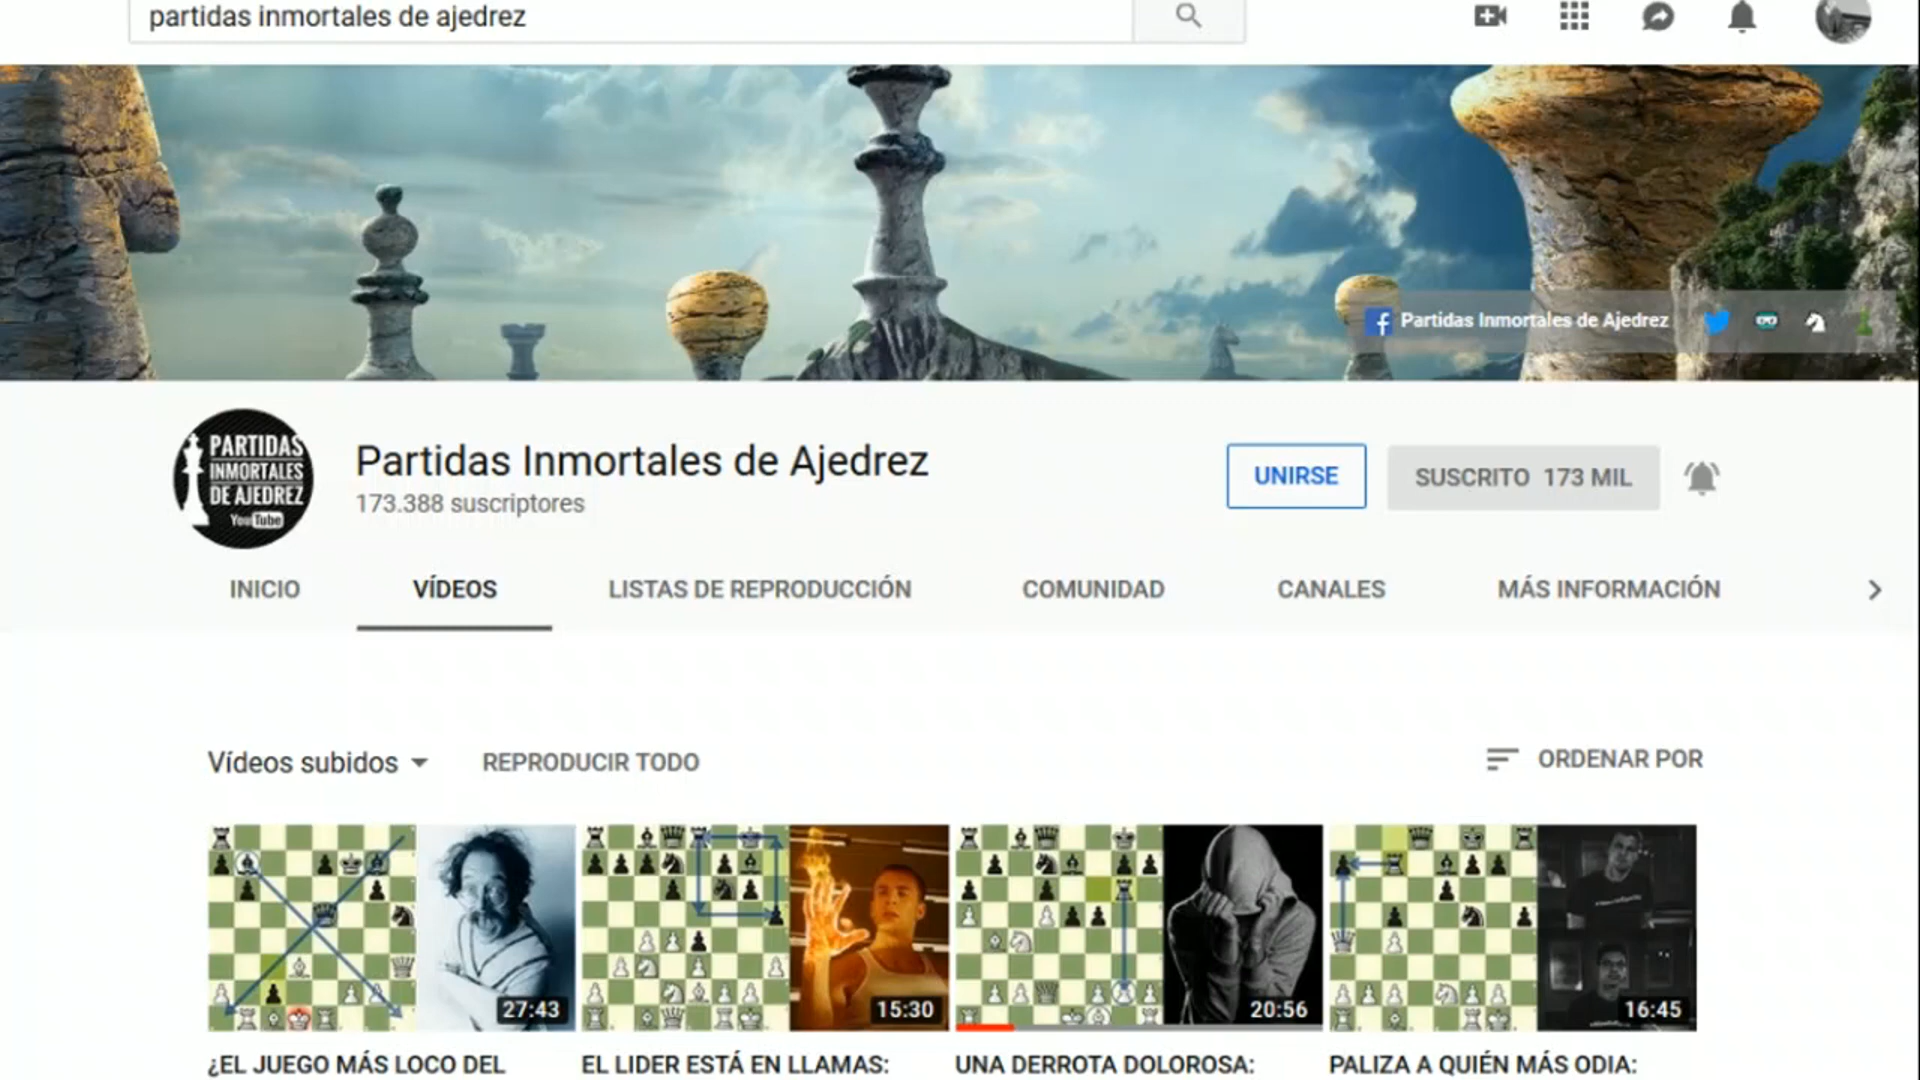 partidas inmortales de ajedrez
Partidas Inmortales de Ajedrez
PARTIDAS
INMORTALES
DE AJEDREZ
YouTube
Partidas Inmortales de Ajedrez
173.388 suscriptores
UNIRSE
SUSCRITO 173 MIL
INICIO
VÍDEOS
LISTAS DE REPRODUCCIÓN
COMUNIDAD
CANALES
MÁS INFORMACIÓN
Vídeos subidos
REPRODUCIR TODO
ORDENAR POR
27:43
15:30
20:56
16:45
¿EL JUEGO MÁS LOCO DEL
EL LIDER ESTÁ EN LLAMAS:
UNA DERROTA DOLOROSA:
PALIZA A QUIÉN MÁS ODIA: